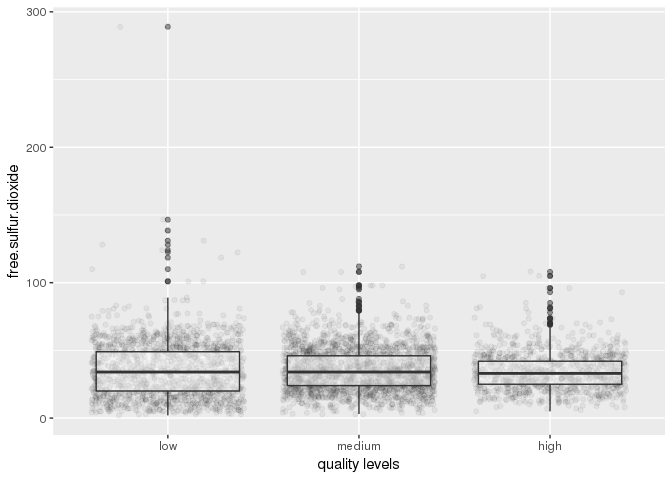 300
200
100
0
free.sulfur.dioxide
low medium high
quality levels